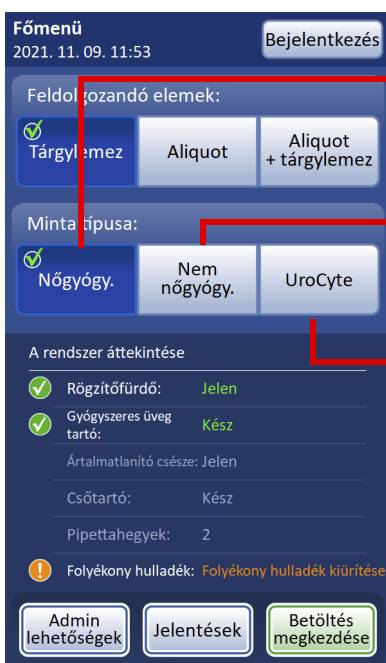 Főmenü
2021. 11. 09. 11:53
Bejelentkezés
Feldolgozandó elemek:
Tárgylemez
Aliquot
Aliquot
+ tárgylemez
Minta típusa:
Nőgyógy.
Nem
nőgyógy.
UroCyte
A rendszer áttekintése
Rögzítőfürdő: Jelen
Gyógyszeres üveg
tartó: Kész
Ártalmatlanító csésze: Jelen
Csőtartó: Kész
Pipettahegyek: 2
Folyékony hulladék: Folyékony hulladék kiürítése
Admin
lehetőségek
Jelentések
Betöltés
megkezdése